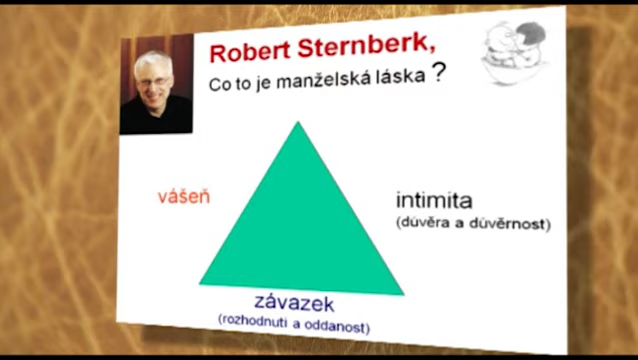 Robert Sternberk,
Co to je manželská láska ?
vášeň
intimita
(důvěra a důvěrnost)
závazek
(rozhodnuti a oddanost)